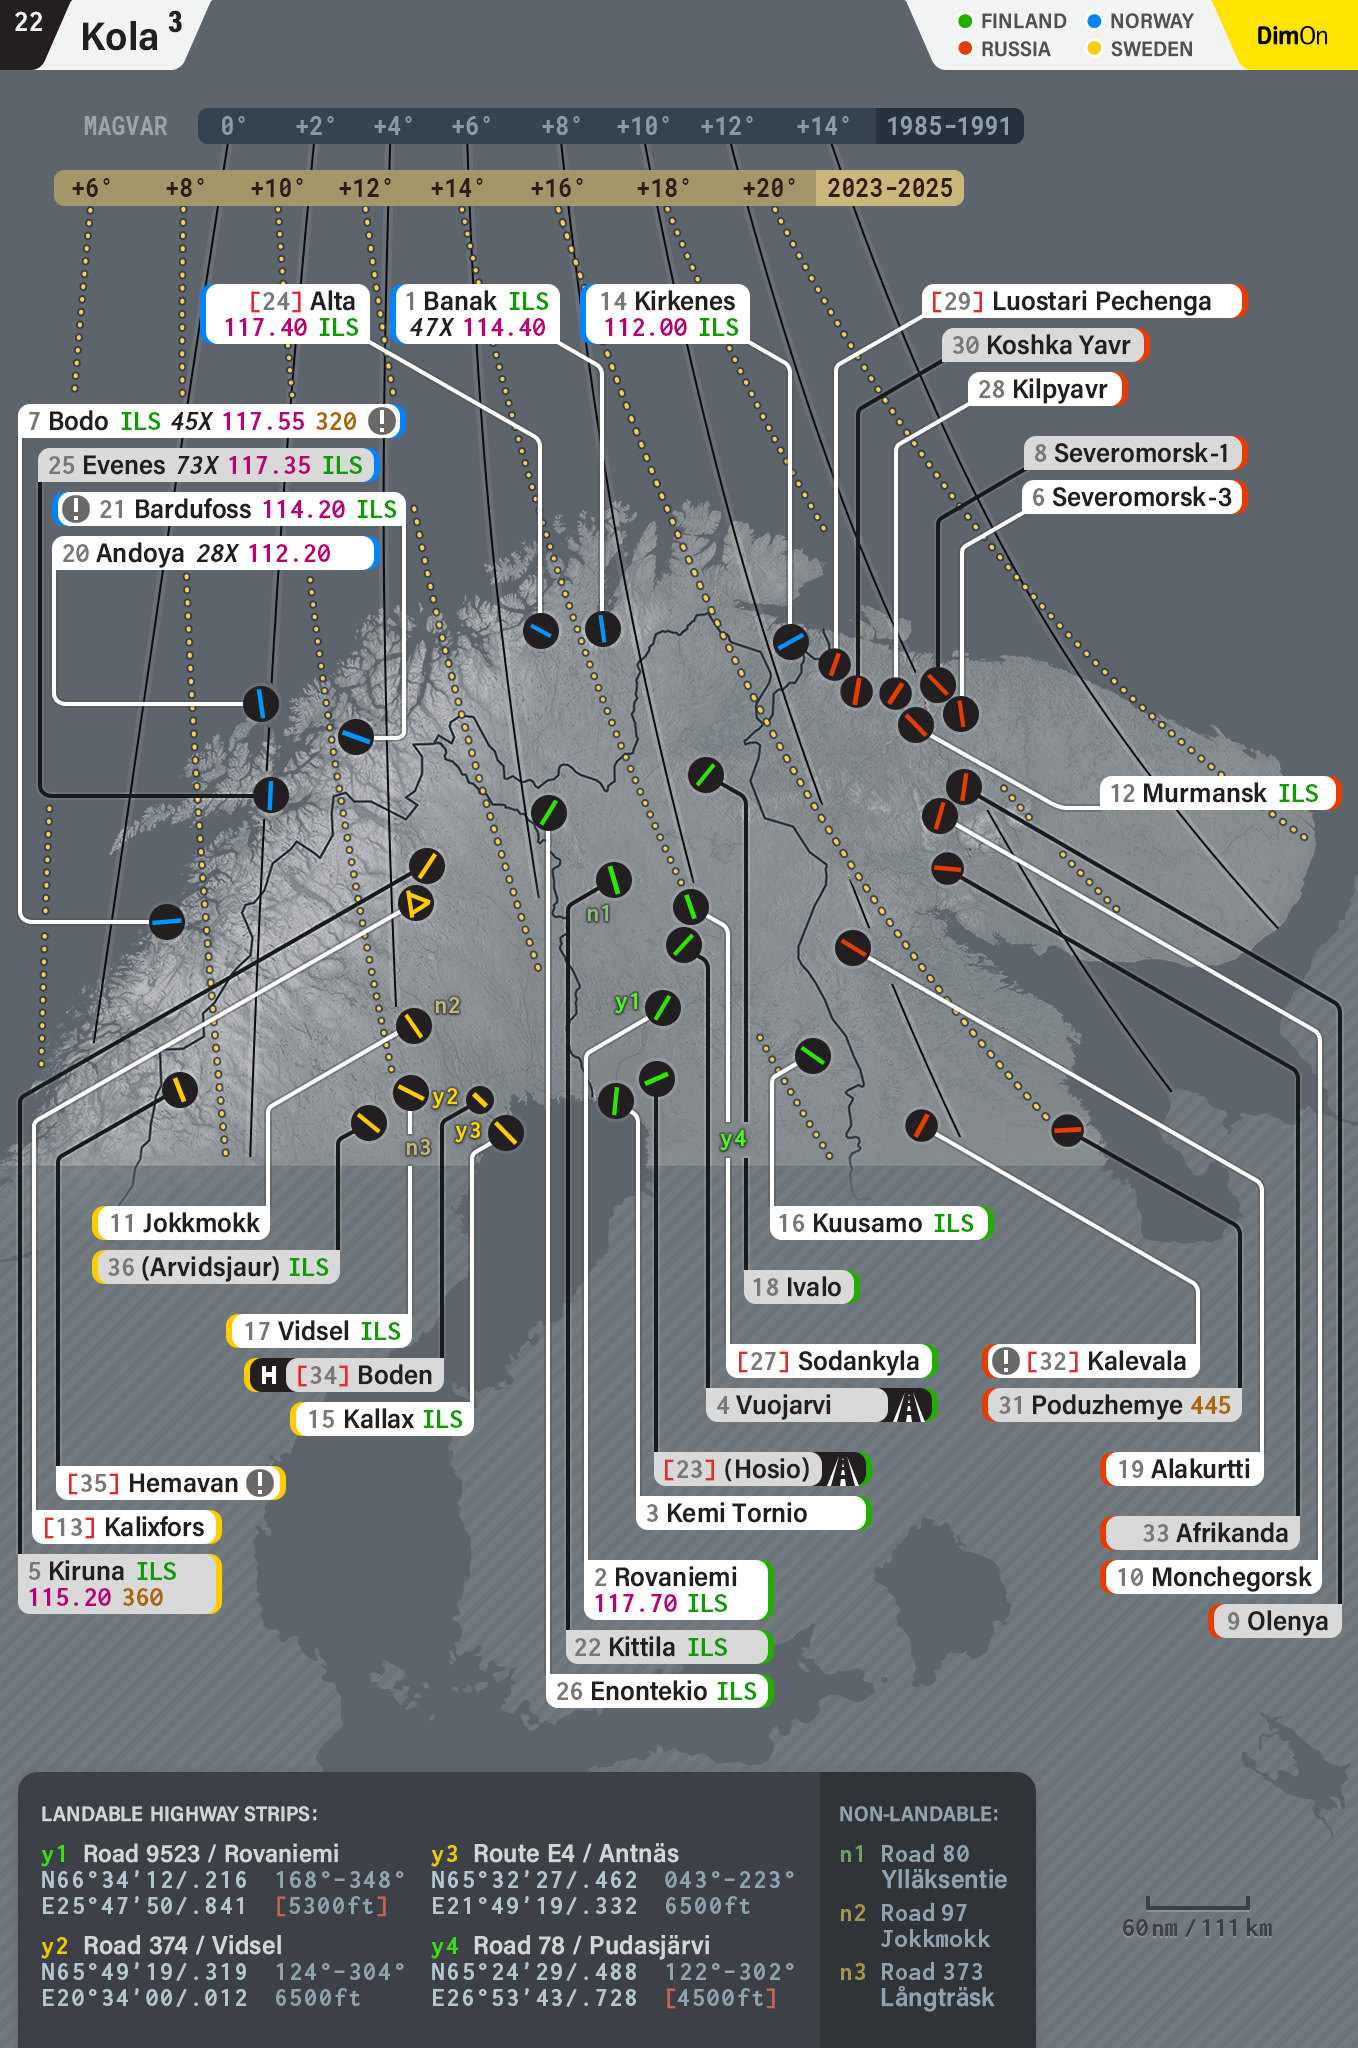 22
Kola 3
FINLAND
NORWAY
RUSSIA
SWEDEN
DimOn
MAGVAR 0° +2° +4° +6° +8° +10° +12° +14° 1985-1991
+6° +8° +10° +12° +14° +16° +18° +20° 2023-2025
[24] Alta
117.40 ILS
1 Banak ILS
47X 114.40
14 Kirkenes
112.00 ILS
[29] Luostari Pechenga
30 Koshka Yavr
28 Kilpyavr
7 Bodo ILS 45X 117.55 320 !
25 Evenes 73X 117.35 ILS
! 21 Bardufoss 114.20 ILS
20 Andoya 28X 112.20
8 Severomorsk-1
6 Severomorsk-3
12 Murmansk ILS
n1
n2
y1
y2
y3
n3
y4
11 Jokkmokk
36 (Arvidsjaur) ILS
17 Vidsel ILS
H [34] Boden
15 Kallax ILS
[35] Hemavan !
[13] Kalixfors
5 Kiruna ILS
115.20 360
16 Kuusamo ILS
18 Ivalo
[27] Sodankyla
4 Vuojarvi
[23] (Hosio)
3 Kemi Tornio
2 Rovaniemi
117.70 ILS
22 Kittila ILS
26 Enontekio ILS
! [32] Kalevala
31 Poduzhemye 445
19 Alakurtti
33 Afrikanda
10 Monchegorsk
9 Olenya
LANDABLE HIGHWAY STRIPS:
y1 Road 9523 / Rovaniemi
N66°34'12/.216 168°-348°
E25°47'50/.841 [5300ft]
y2 Road 374 / Vidsel
N65°49'19/.319 124°-304°
E20°34'00/.012 6500ft
y3 Route E4 / Antnäs
N65°32'27/.462 043°-223°
E21°49'19/.332 6500ft
y4 Road 78 / Pudasjärvi
N65°24'29/.488 122°-302°
E26°53'43/.728 [4500ft]
NON-LANDABLE:
n1 Road 80
Ylläksentie
n2 Road 97
Jokkmokk
n3 Road 373
Långträsk
60nm / 111km